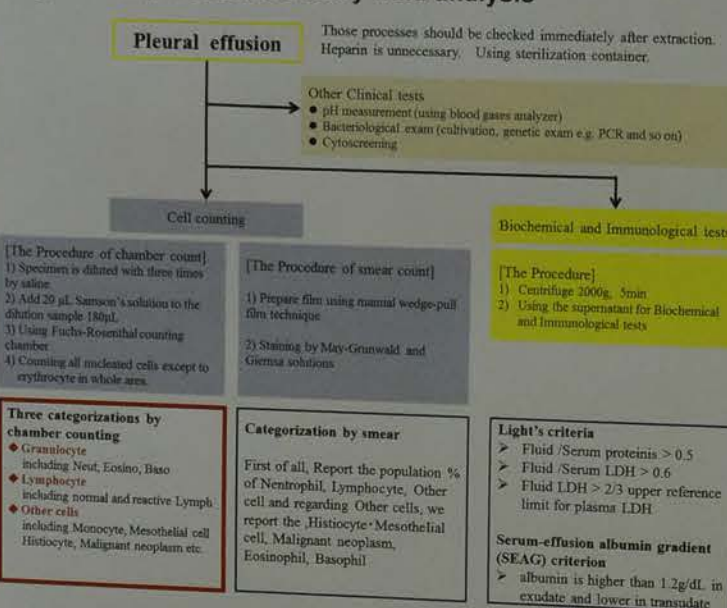 Pleural effusion
Those processes should be checked immediately after extraction.
Heparin is unnecessary. Using sterilization container.
Other Clinical tests
● pH measurement (using blood gases analyzer)
● Bacteriological exam (cultivation, genetic exam e.g. PCR and so on)
● Cytoscreening
Cell counting
Biochemical and Immunological tests
[The Procedure of chamber count]
1) Specimen is diluted with three times
by saline.
2) Add 20 μL Samson's solution to the
dilution sample 180μL
3) Using Fuchs-Rosenthal counting
chamber
4) Counting all nucleated cells except to
erythrocyte in whole area.
[The Procedure of smear count]
1) Prepare film using manual wedge-pull
film technique
2) Staining by May-Grunwald and
Giemsa solutions
[The Procedure]
1) Centrifuge 2000g, 5min
2) Using the supernatant for Biochemical
and Immunological tests
Three categorizations by
chamber counting
◆ Granulocyte
including Neut, Eosino, Baso
◆ Lymphocyte
including normal and reactive Lymph
◆ Other cells
including Monocyte, Mesothelial cell
Histiocyte, Malignant neoplasm etc.
Categorization by smear
First of all, Report the population %
of Nentrophil, Lymphocyte, Other
cell and regarding Other cells, we
report the ,Histiocyte・Mesothelial
cell, Malignant neoplasm,
Eosinophil, Basophil
Light's criteria
➢ Fluid /Serum proteinis > 0.5
➢ Fluid /Serum LDH > 0.6
➢ Fluid LDH > 2/3 upper reference
limit for plasma LDH
Serum-effusion albumin gradient
(SEAG) criterion
➢ albumin is higher than 1.2g/dL in
exudate and lower in transudate